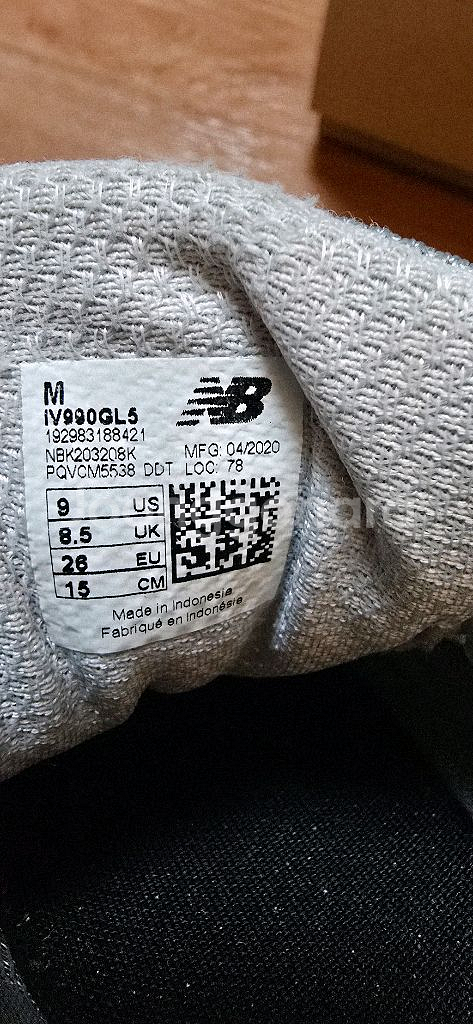 M
NB
IV990GL5
192983188421
NBK203208K MFG: 04/2020
PQVCM5538 DDT LOC: 78
9 US
8.5 UK
26 EU
15 CM
Made in Indonesia
Fabriqué en Indonésie